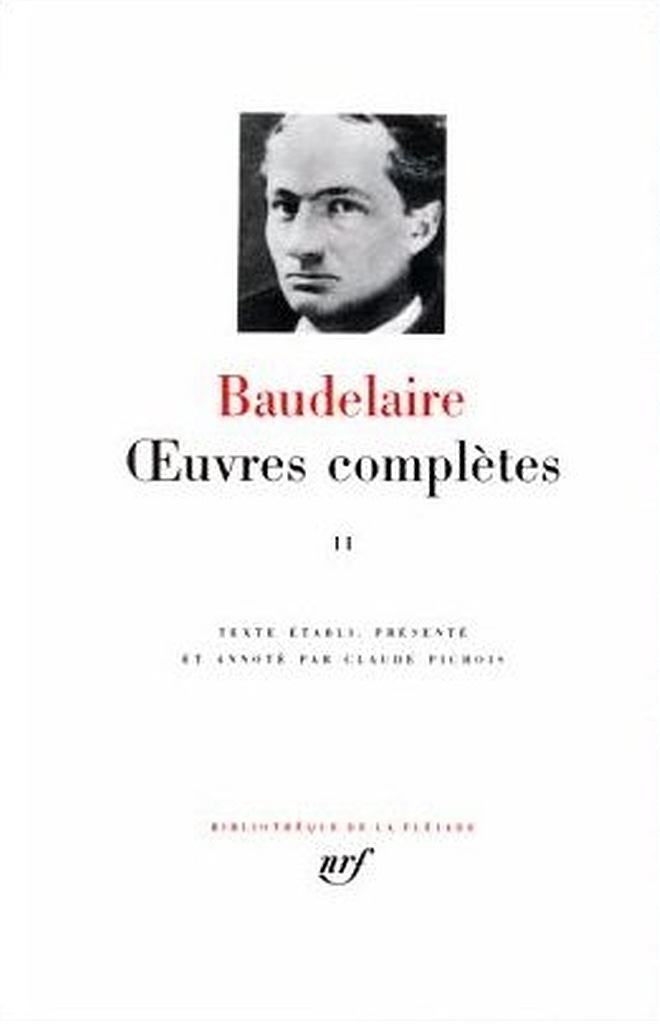 Baudelaire
Œuvres complètes
II
TEXTE ÉTABLI, PRÉSENTÉ
ET ANNOTÉ PAR CLAUDE PICHOIS
BIBLIOTHÈQUE DE LA PLÉIADE
nrf